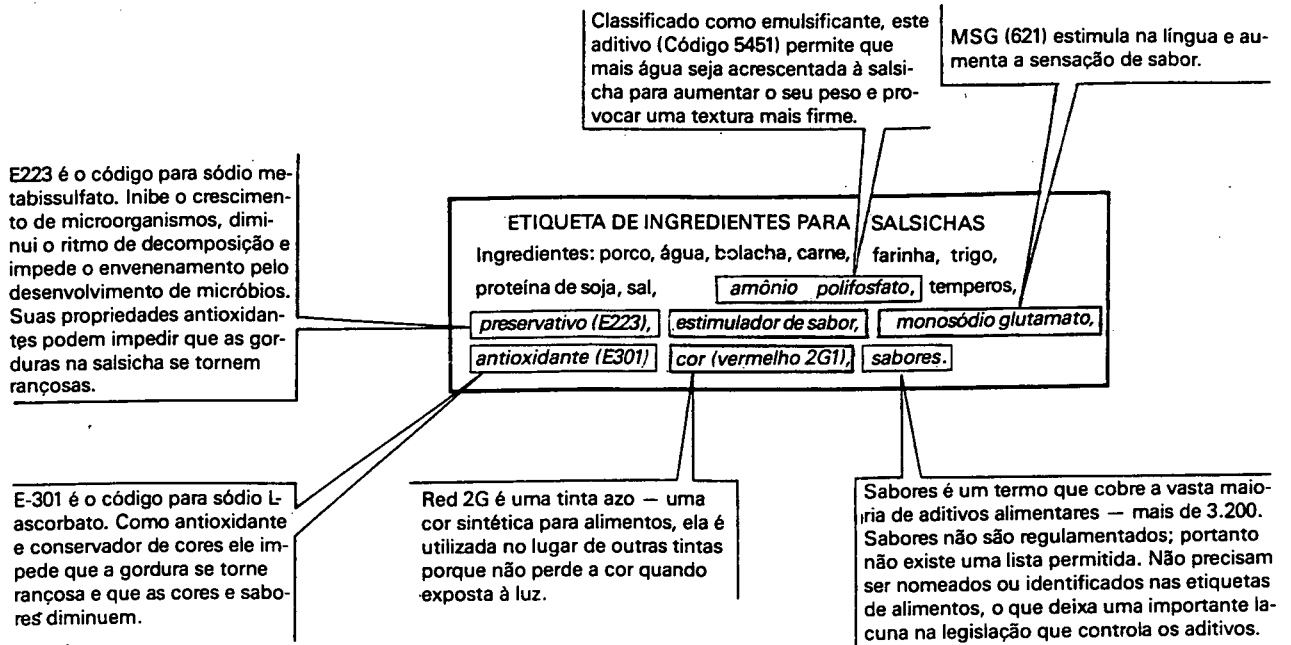 Classificado como emulsificante, este
aditivo (Código 5451) permite que
mais água seja acrescentada à salsi-
cha para aumentar o seu peso e pro-
vocar uma textura mais firme.
MSG (621) estimula na língua e au-
menta a sensação de sabor.
E223 é o código para sódio me-
tabissulfato. Inibe o crescimen-
to de microorganismos, dimi-
nui o ritmo de decomposição e
impede o envenenamento pelo
desenvolvimento de micróbios.
Suas propriedades antioxidan-
tes podem impedir que as gor-
duras na salsicha se tornem
rançosas.
ETIQUETA DE INGREDIENTES PARA SALSICHAS
Ingredientes: porco, água, bolacha, carne, farinha, trigo,
proteína de soja, sal, amônio polifosfato, temperos,
preservativo (E223), estimulador de sabor, monosódio glutamato,
antioxidante (E301) cor (vermelho 2G1), sabores.
E-301 é o código para sódio L-
ascorbato. Como antioxidante
e conservador de cores ele im-
pede que a gordura se torne
rançosa e que as cores e sabo-
res diminuem.
Red 2G é uma tinta azo — uma
cor sintética para alimentos, ela é
utilizada no lugar de outras tintas
porque não perde a cor quando
exposta à luz.
Sabores é um termo que cobre a vasta maio-
ria de aditivos alimentares — mais de 3.200.
Sabores não são regulamentados; portanto
não existe uma lista permitida. Não precisam
ser nomeados ou identificados nas etiquetas
de alimentos, o que deixa uma importante la-
cuna na legislação que controla os aditivos.